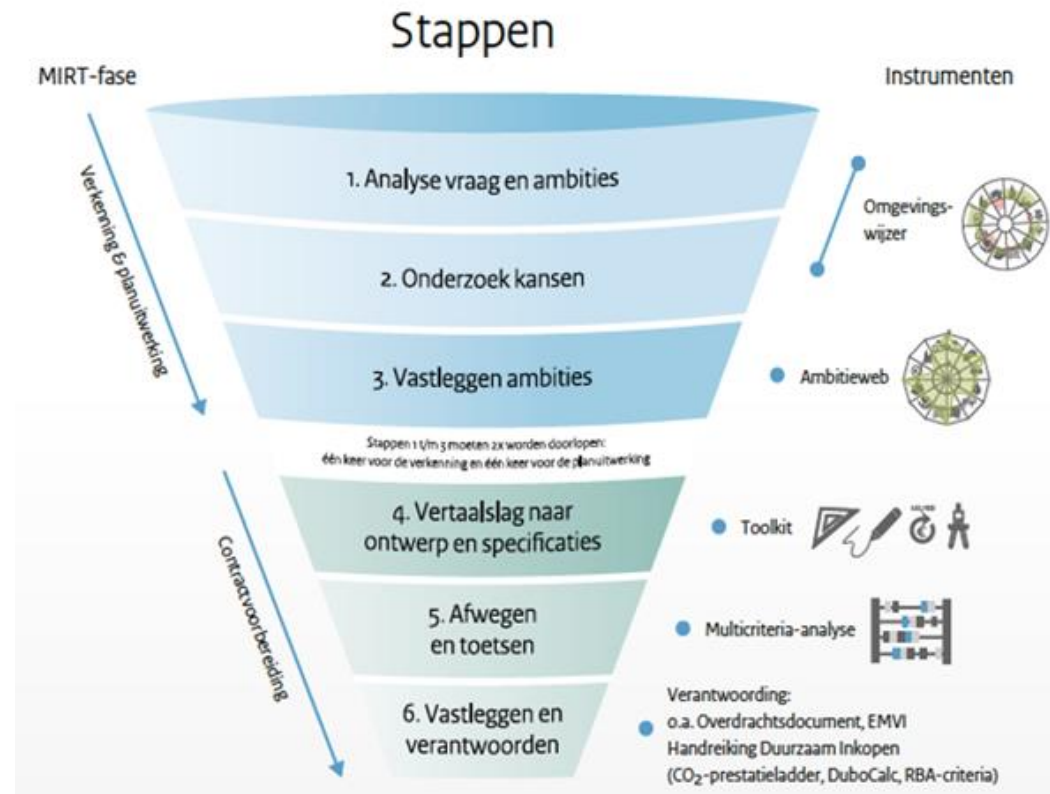 Stappen
MIRT-fase
Instrumenten
Verkenning & planuitwerking
1. Analyse vraag en ambities
Omgevings-
wijzer
2. Onderzoek kansen
3. Vastleggen ambities
Ambitieweb
Stappen 1 t/m 3 moeten 2x worden doorlopen:
één keer voor de verkenning en één keer voor de planuitwerking
Contractvoorbereiding
4. Vertaalslag naar
ontwerp en specificaties
Toolkit
5. Afwegen
en toetsen
Multicriteria-analyse
6. Vastleggen en
verantwoorden
Verantwoording:
o.a. Overdrachtsdocument, EMVI
Handreiking Duurzaam Inkopen
(CO₂-prestatieladder, DuboCalc, RBA-criteria)